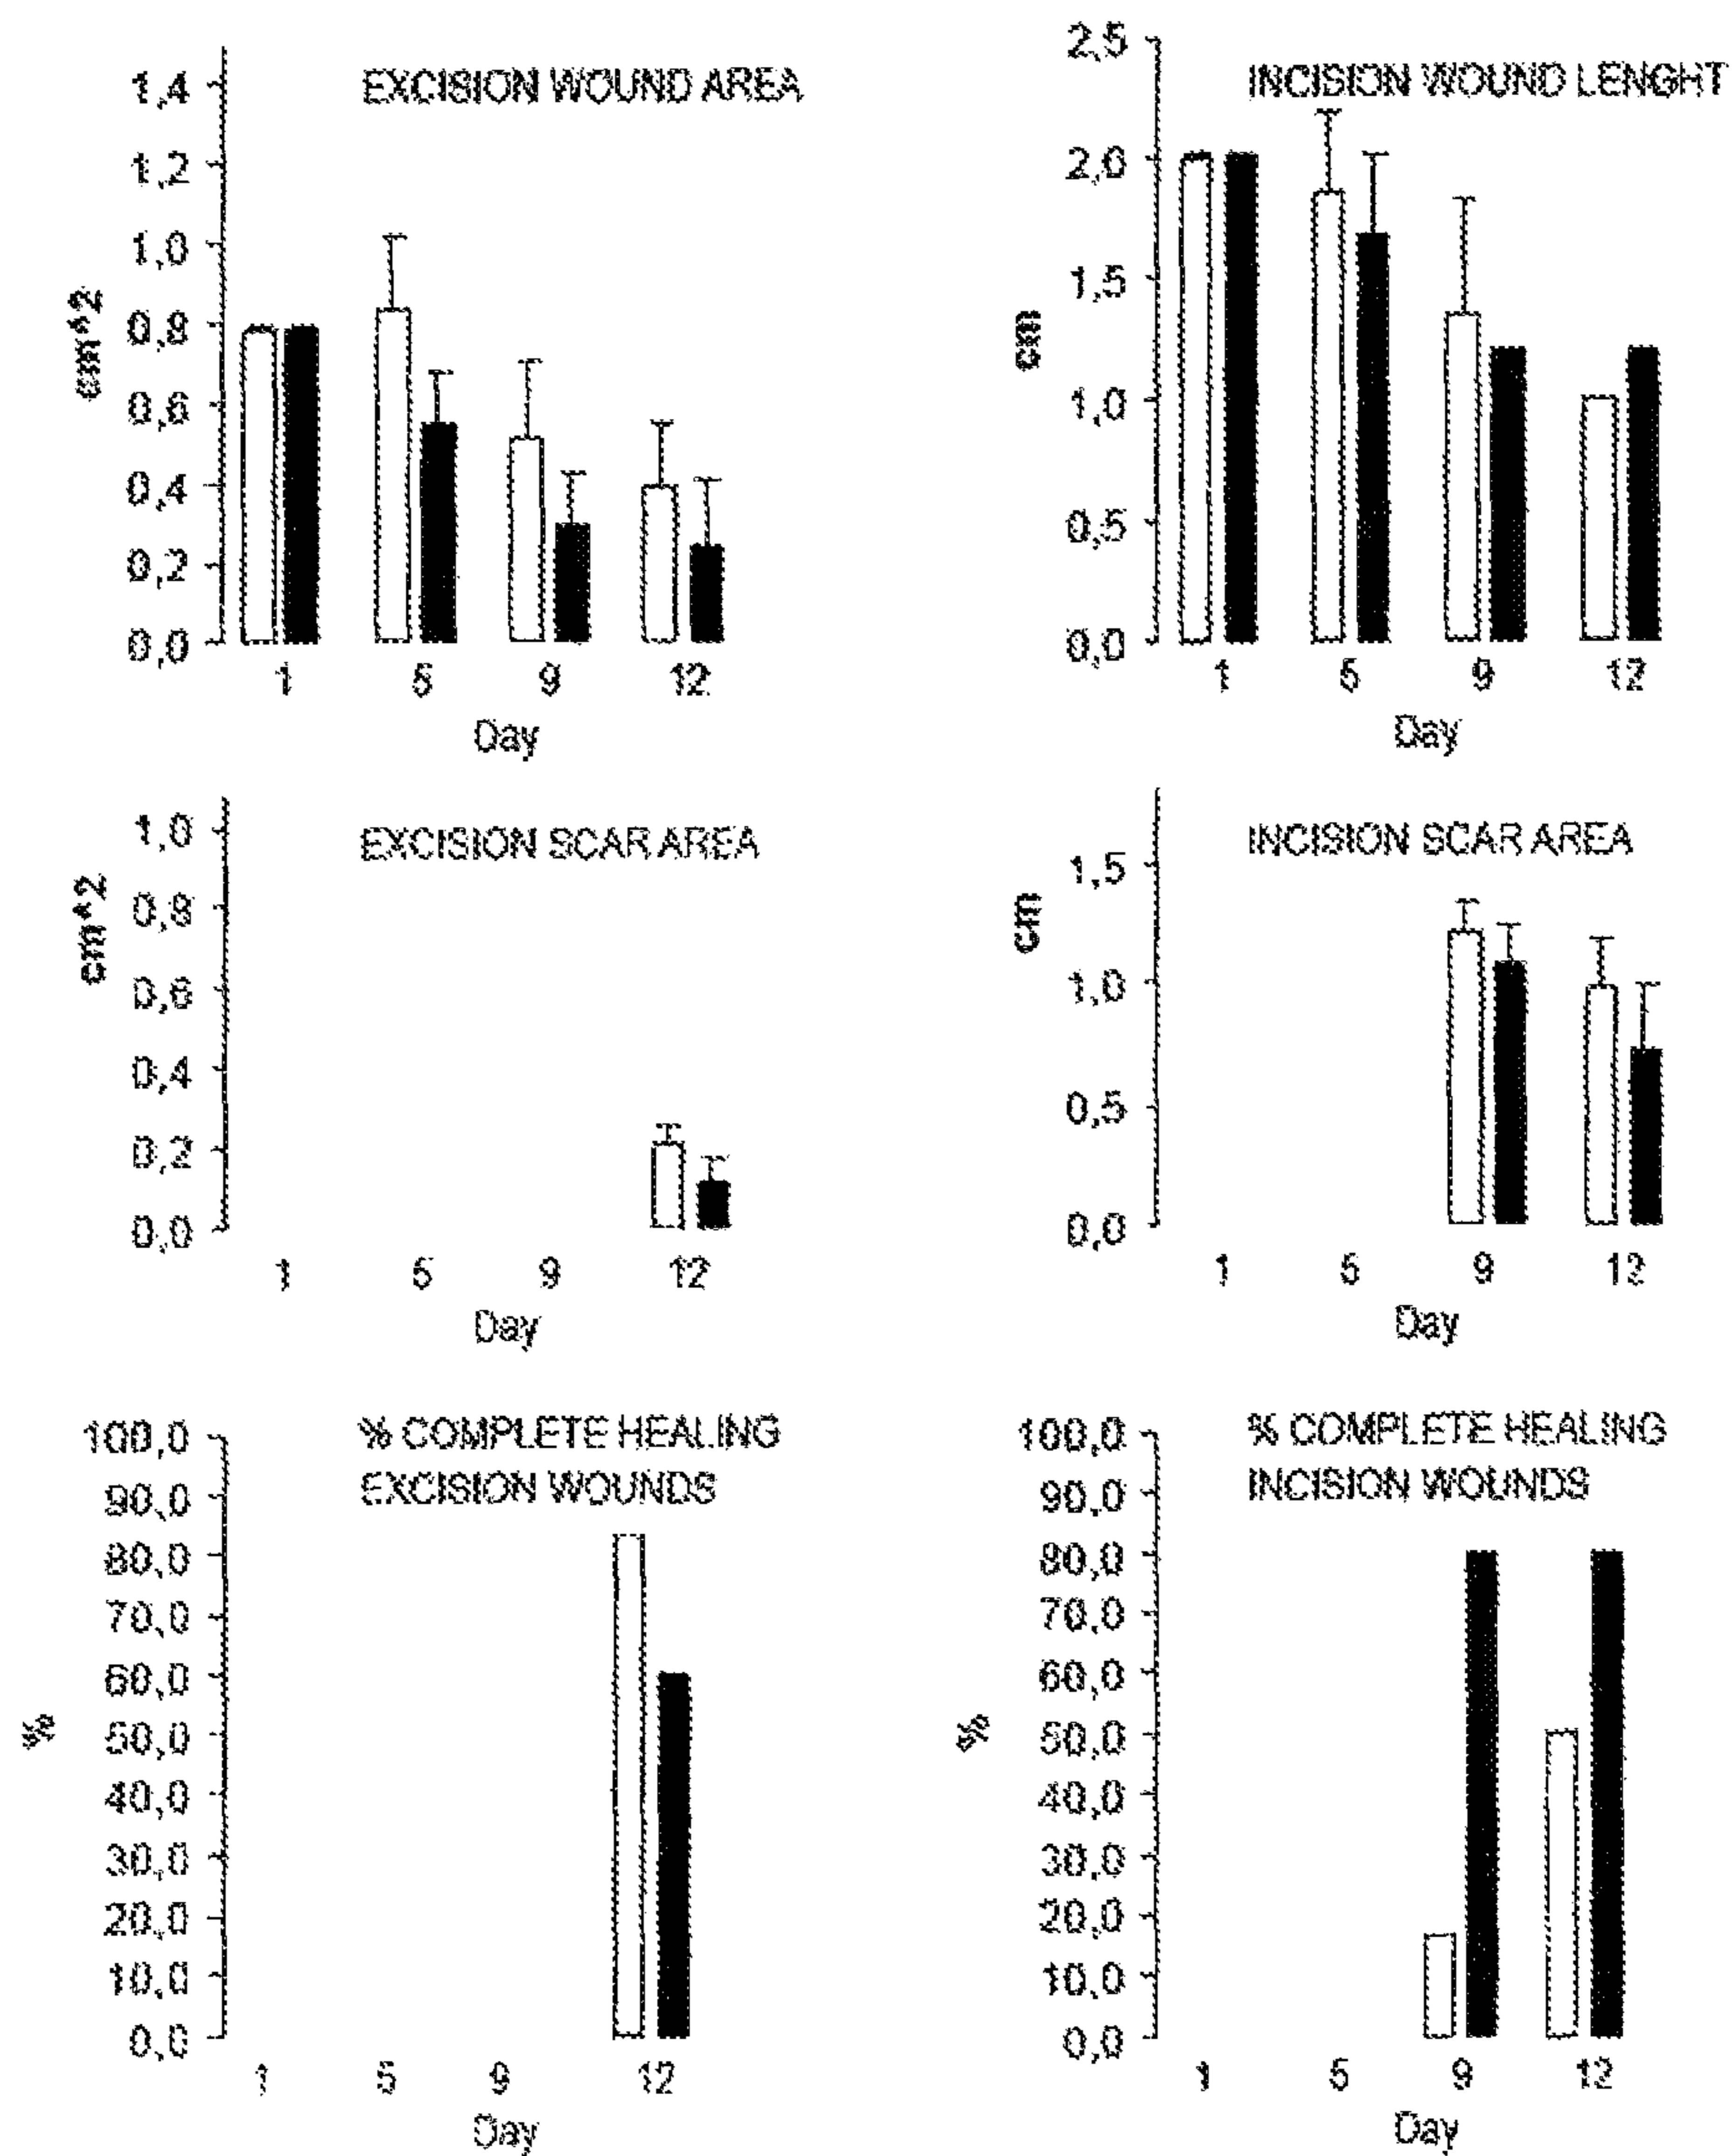 EXCISION WOUND AREA
1,4
1,2
1,0
0,8
0,6
0,4
0,2
0,0
cm^2
1 5 9 12
Day
INCISION WOUND LENGHT
2,5
2,0
1,5
1,0
0,5
0,0
cm
1 5 9 12
Day
EXCISION SCAR AREA
1,0
0,8
0,6
0,4
0,2
0,0
cm^2
1 5 9 12
Day
INCISION SCAR AREA
1,5
1,0
0,5
0,0
cm
1 5 9 12
Day
% COMPLETE HEALING
EXCISION WOUNDS
100,0
90,0
80,0
70,0
60,0
50,0
40,0
30,0
20,0
10,0
0,0
%
1 5 9 12
Day
% COMPLETE HEALING
INCISION WOUNDS
100,0
90,0
80,0
70,0
60,0
50,0
40,0
30,0
20,0
10,0
0,0
%
1 5 9 12
Day